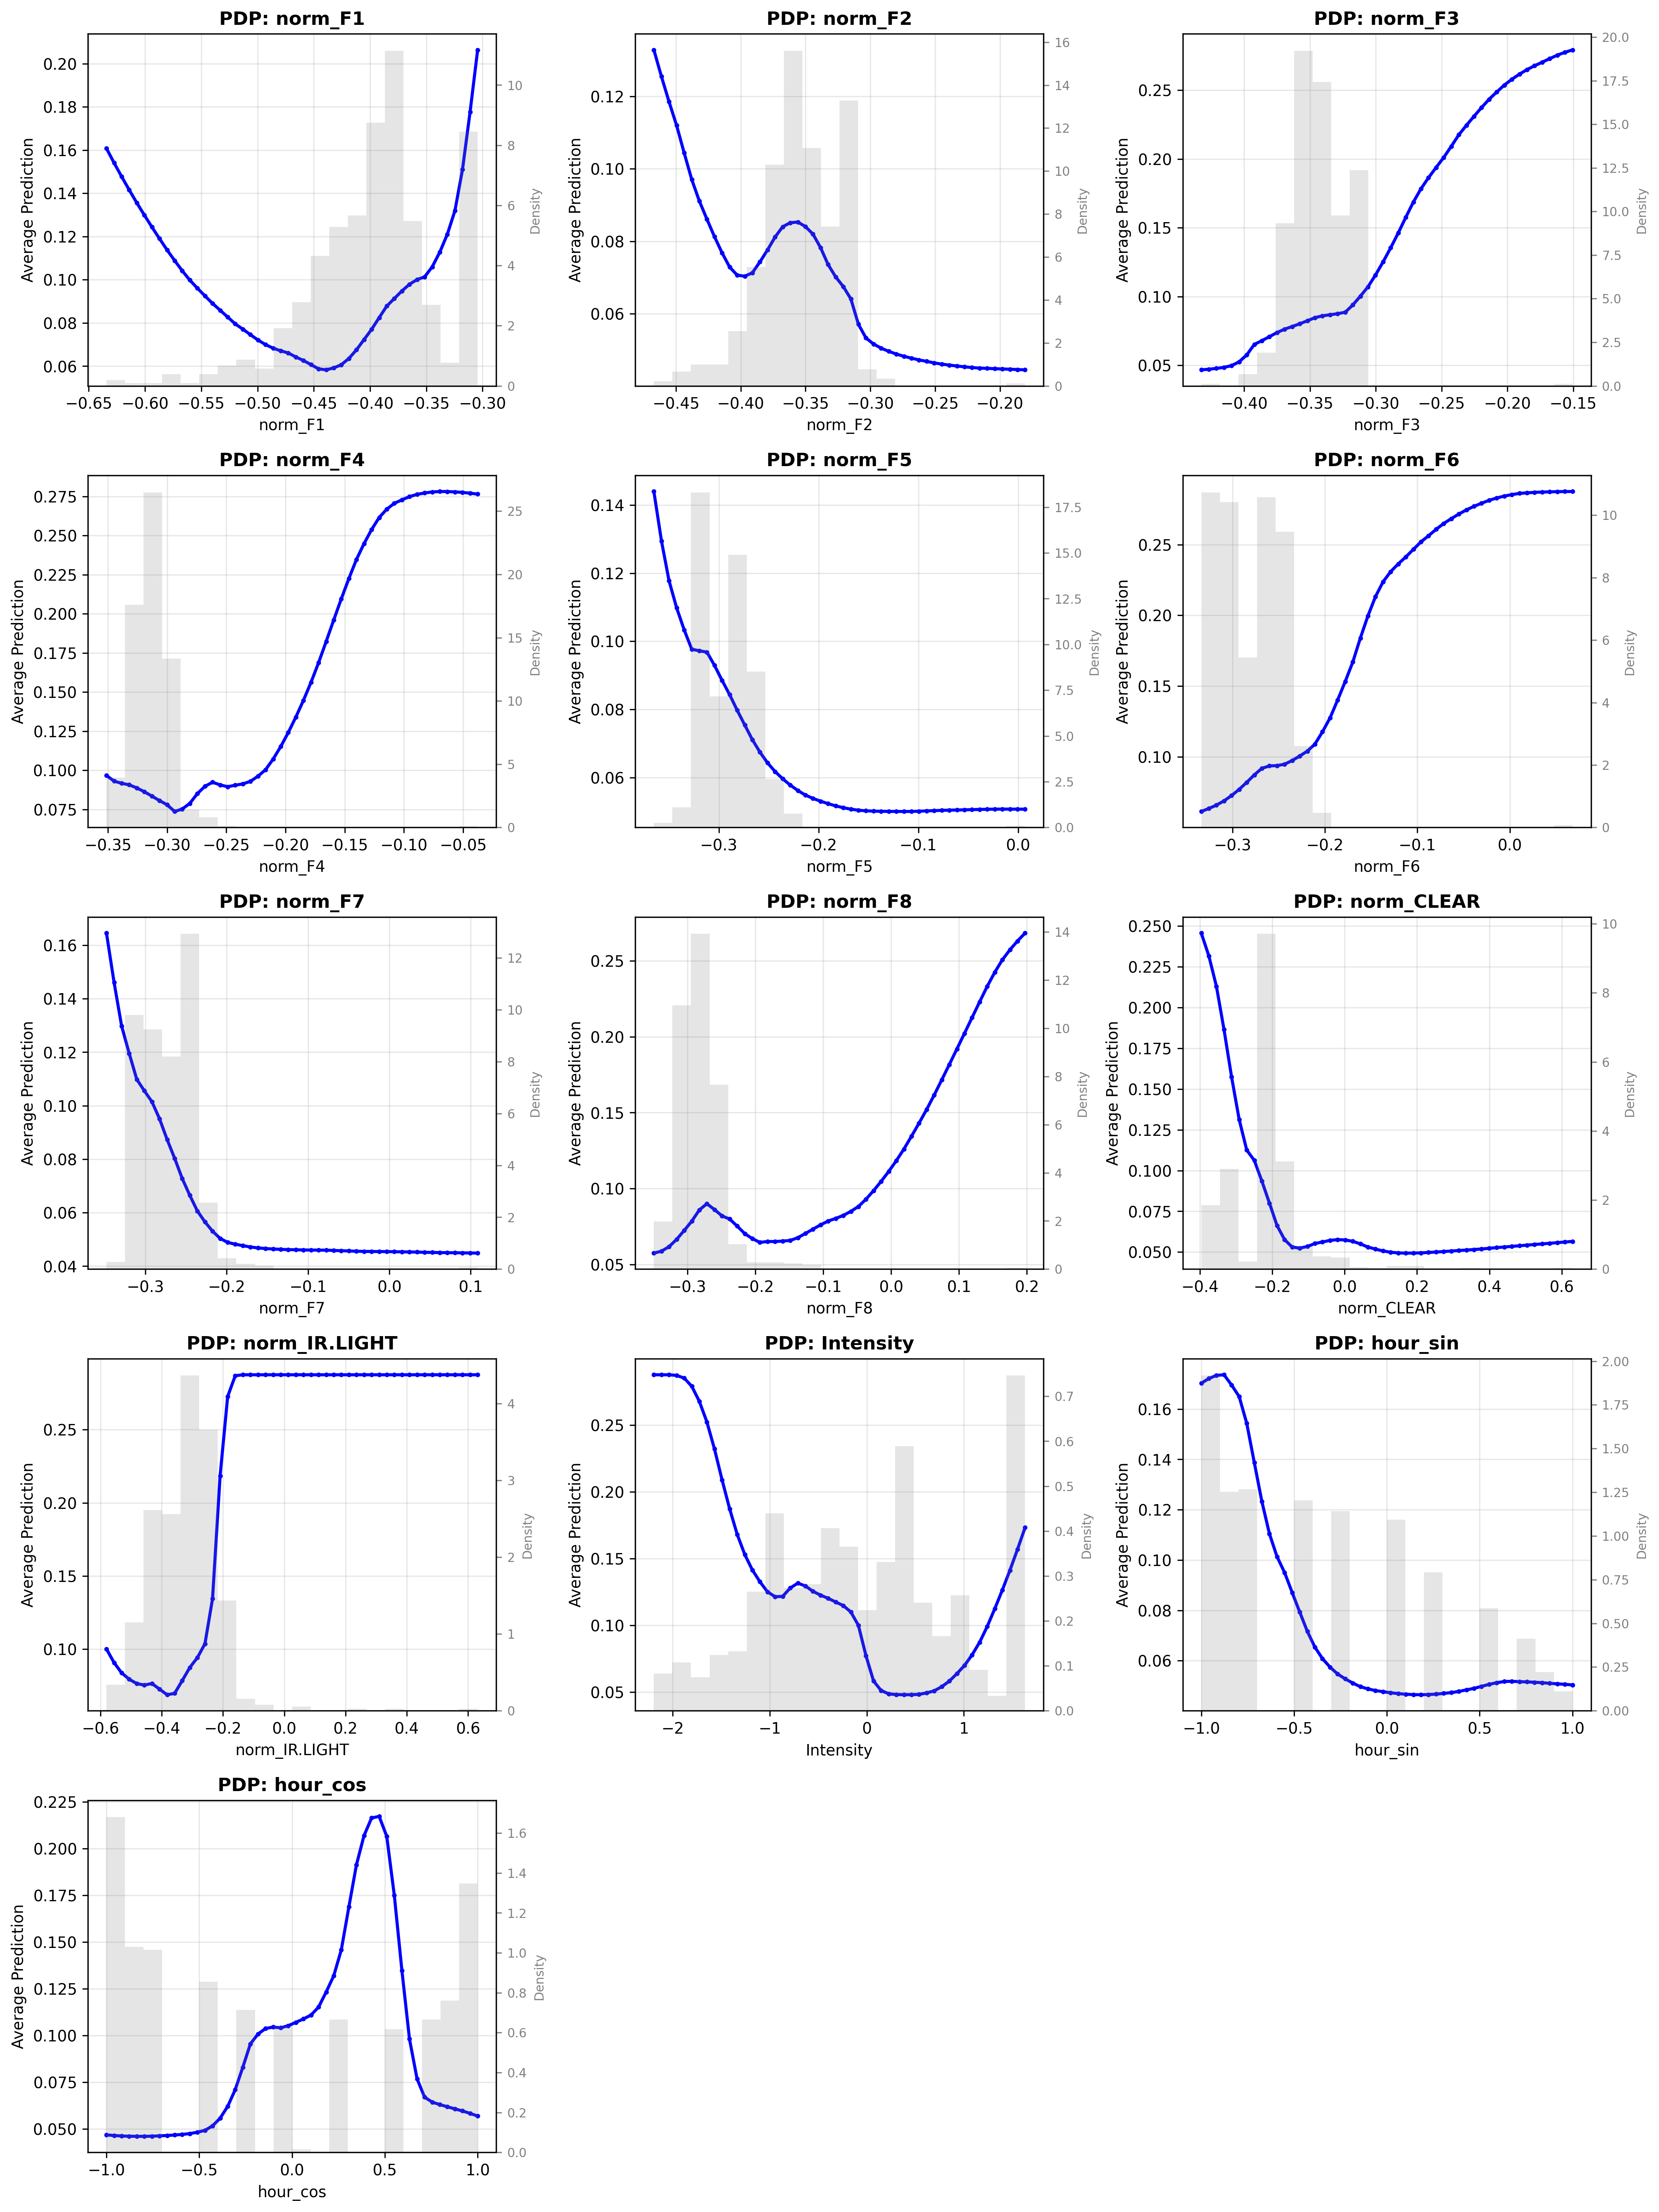 PDP: norm_F1
PDP: norm_F2
PDP: norm_F3
0.20
0.18
0.16
0.14
0.12
0.10
0.08
0.06
Average Prediction
10
8
6
4
2
0
Density
−0.65 −0.60 −0.55 −0.50 −0.45 −0.40 −0.35 −0.30
norm_F1
0.12
0.10
0.08
0.06
Average Prediction
16
14
12
10
8
6
4
2
0
Density
−0.45 −0.40 −0.35 −0.30 −0.25 −0.20
norm_F2
0.25
0.20
0.15
0.10
0.05
Average Prediction
20.0
17.5
15.0
12.5
10.0
7.5
5.0
2.5
0.0
Density
−0.40 −0.35 −0.30 −0.25 −0.20 −0.15
norm_F3
PDP: norm_F4
PDP: norm_F5
PDP: norm_F6
0.275
0.250
0.225
0.200
0.175
0.150
0.125
0.100
0.075
Average Prediction
25
20
15
10
5
0
Density
−0.35 −0.30 −0.25 −0.20 −0.15 −0.10 −0.05
norm_F4
0.14
0.12
0.10
0.08
0.06
Average Prediction
17.5
15.0
12.5
10.0
7.5
5.0
2.5
0.0
Density
−0.3 −0.2 −0.1 0.0
norm_F5
0.25
0.20
0.15
0.10
Average Prediction
10
8
6
4
2
0
Density
−0.3 −0.2 −0.1 0.0
norm_F6
PDP: norm_F7
PDP: norm_F8
PDP: norm_CLEAR
0.16
0.14
0.12
0.10
0.08
0.06
0.04
Average Prediction
12
10
8
6
4
2
0
Density
−0.3 −0.2 −0.1 0.0 0.1
norm_F7
0.25
0.20
0.15
0.10
0.05
Average Prediction
14
12
10
8
6
4
2
0
Density
−0.3 −0.2 −0.1 0.0 0.1 0.2
norm_F8
0.250
0.225
0.200
0.175
0.150
0.125
0.100
0.075
0.050
Average Prediction
10
8
6
4
2
0
Density
−0.4 −0.2 0.0 0.2 0.4 0.6
norm_CLEAR
PDP: norm_IR.LIGHT
PDP: Intensity
PDP: hour_sin
0.25
0.20
0.15
0.10
Average Prediction
4
3
2
1
0
Density
−0.6 −0.4 −0.2 0.0 0.2 0.4 0.6
norm_IR.LIGHT
0.25
0.20
0.15
0.10
0.05
Average Prediction
0.7
0.6
0.5
0.4
0.3
0.2
0.1
0.0
Density
−2 −1 0 1
Intensity
0.16
0.14
0.12
0.10
0.08
0.06
Average Prediction
2.00
1.75
1.50
1.25
1.00
0.75
0.50
0.25
0.00
Density
−1.0 −0.5 0.0 0.5 1.0
hour_sin
PDP: hour_cos
0.225
0.200
0.175
0.150
0.125
0.100
0.075
0.050
Average Prediction
1.6
1.4
1.2
1.0
0.8
0.6
0.4
0.2
0.0
Density
−1.0 −0.5 0.0 0.5 1.0
hour_cos